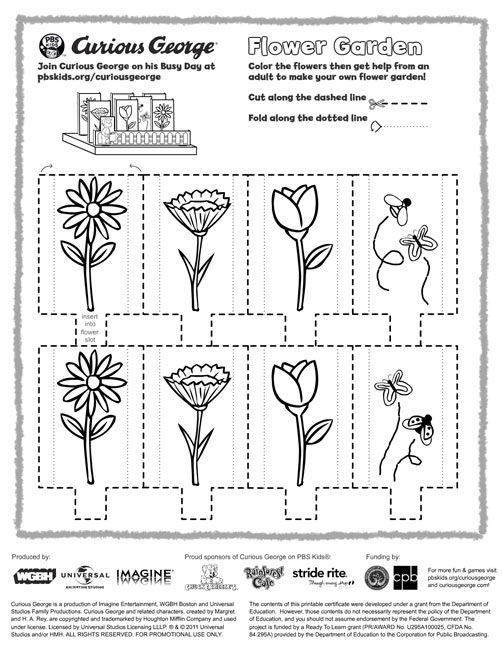 PBS KIDS Curious George®
Join Curious George on his Busy Day at
pbskids.org/curiousgeorge
Flower Garden
Color the flowers then get help from an
adult to make your own flower garden!
Cut along the dashed line
Fold along the dotted line
insert
into
flower
slot
Produced by:
WGBH
UNIVERSAL
ANIMATION STUDIOS
IMAGINE
Proud sponsors of Curious George on PBS Kids®:
CHUCK E. CHEESE'S
Rainforest Cafe
stride rite.
Funding by:
cpb
For more fun & games visit
pbskids.org/curiousgeorge
and curiousgeorge.com!
Curious George is a production of Imagine Entertainment, WGBH Boston and Universal
Studios Family Productions. Curious George and related characters, created by Margret
and H. A. Rey, are copyrighted and trademarked by Houghton Mifflin Company and used
under license. Licensed by Universal Studios Licensing LLLP. ® & © 2011 Universal
Studios and/or HMH. ALL RIGHTS RESERVED. FOR PROMOTIONAL USE ONLY.
The contents of this printable certificate were developed under a grant from the Department of
Education. However, those contents do not necessarily represent the policy of the Department
of Education, and you should not assume endorsement by the Federal Government. The
project is funded by a Ready To Learn grant (PR/AWARD No. U295A100025, CFDA No.
84.295A) provided by the Department of Education to the Corporation for Public Broadcasting.